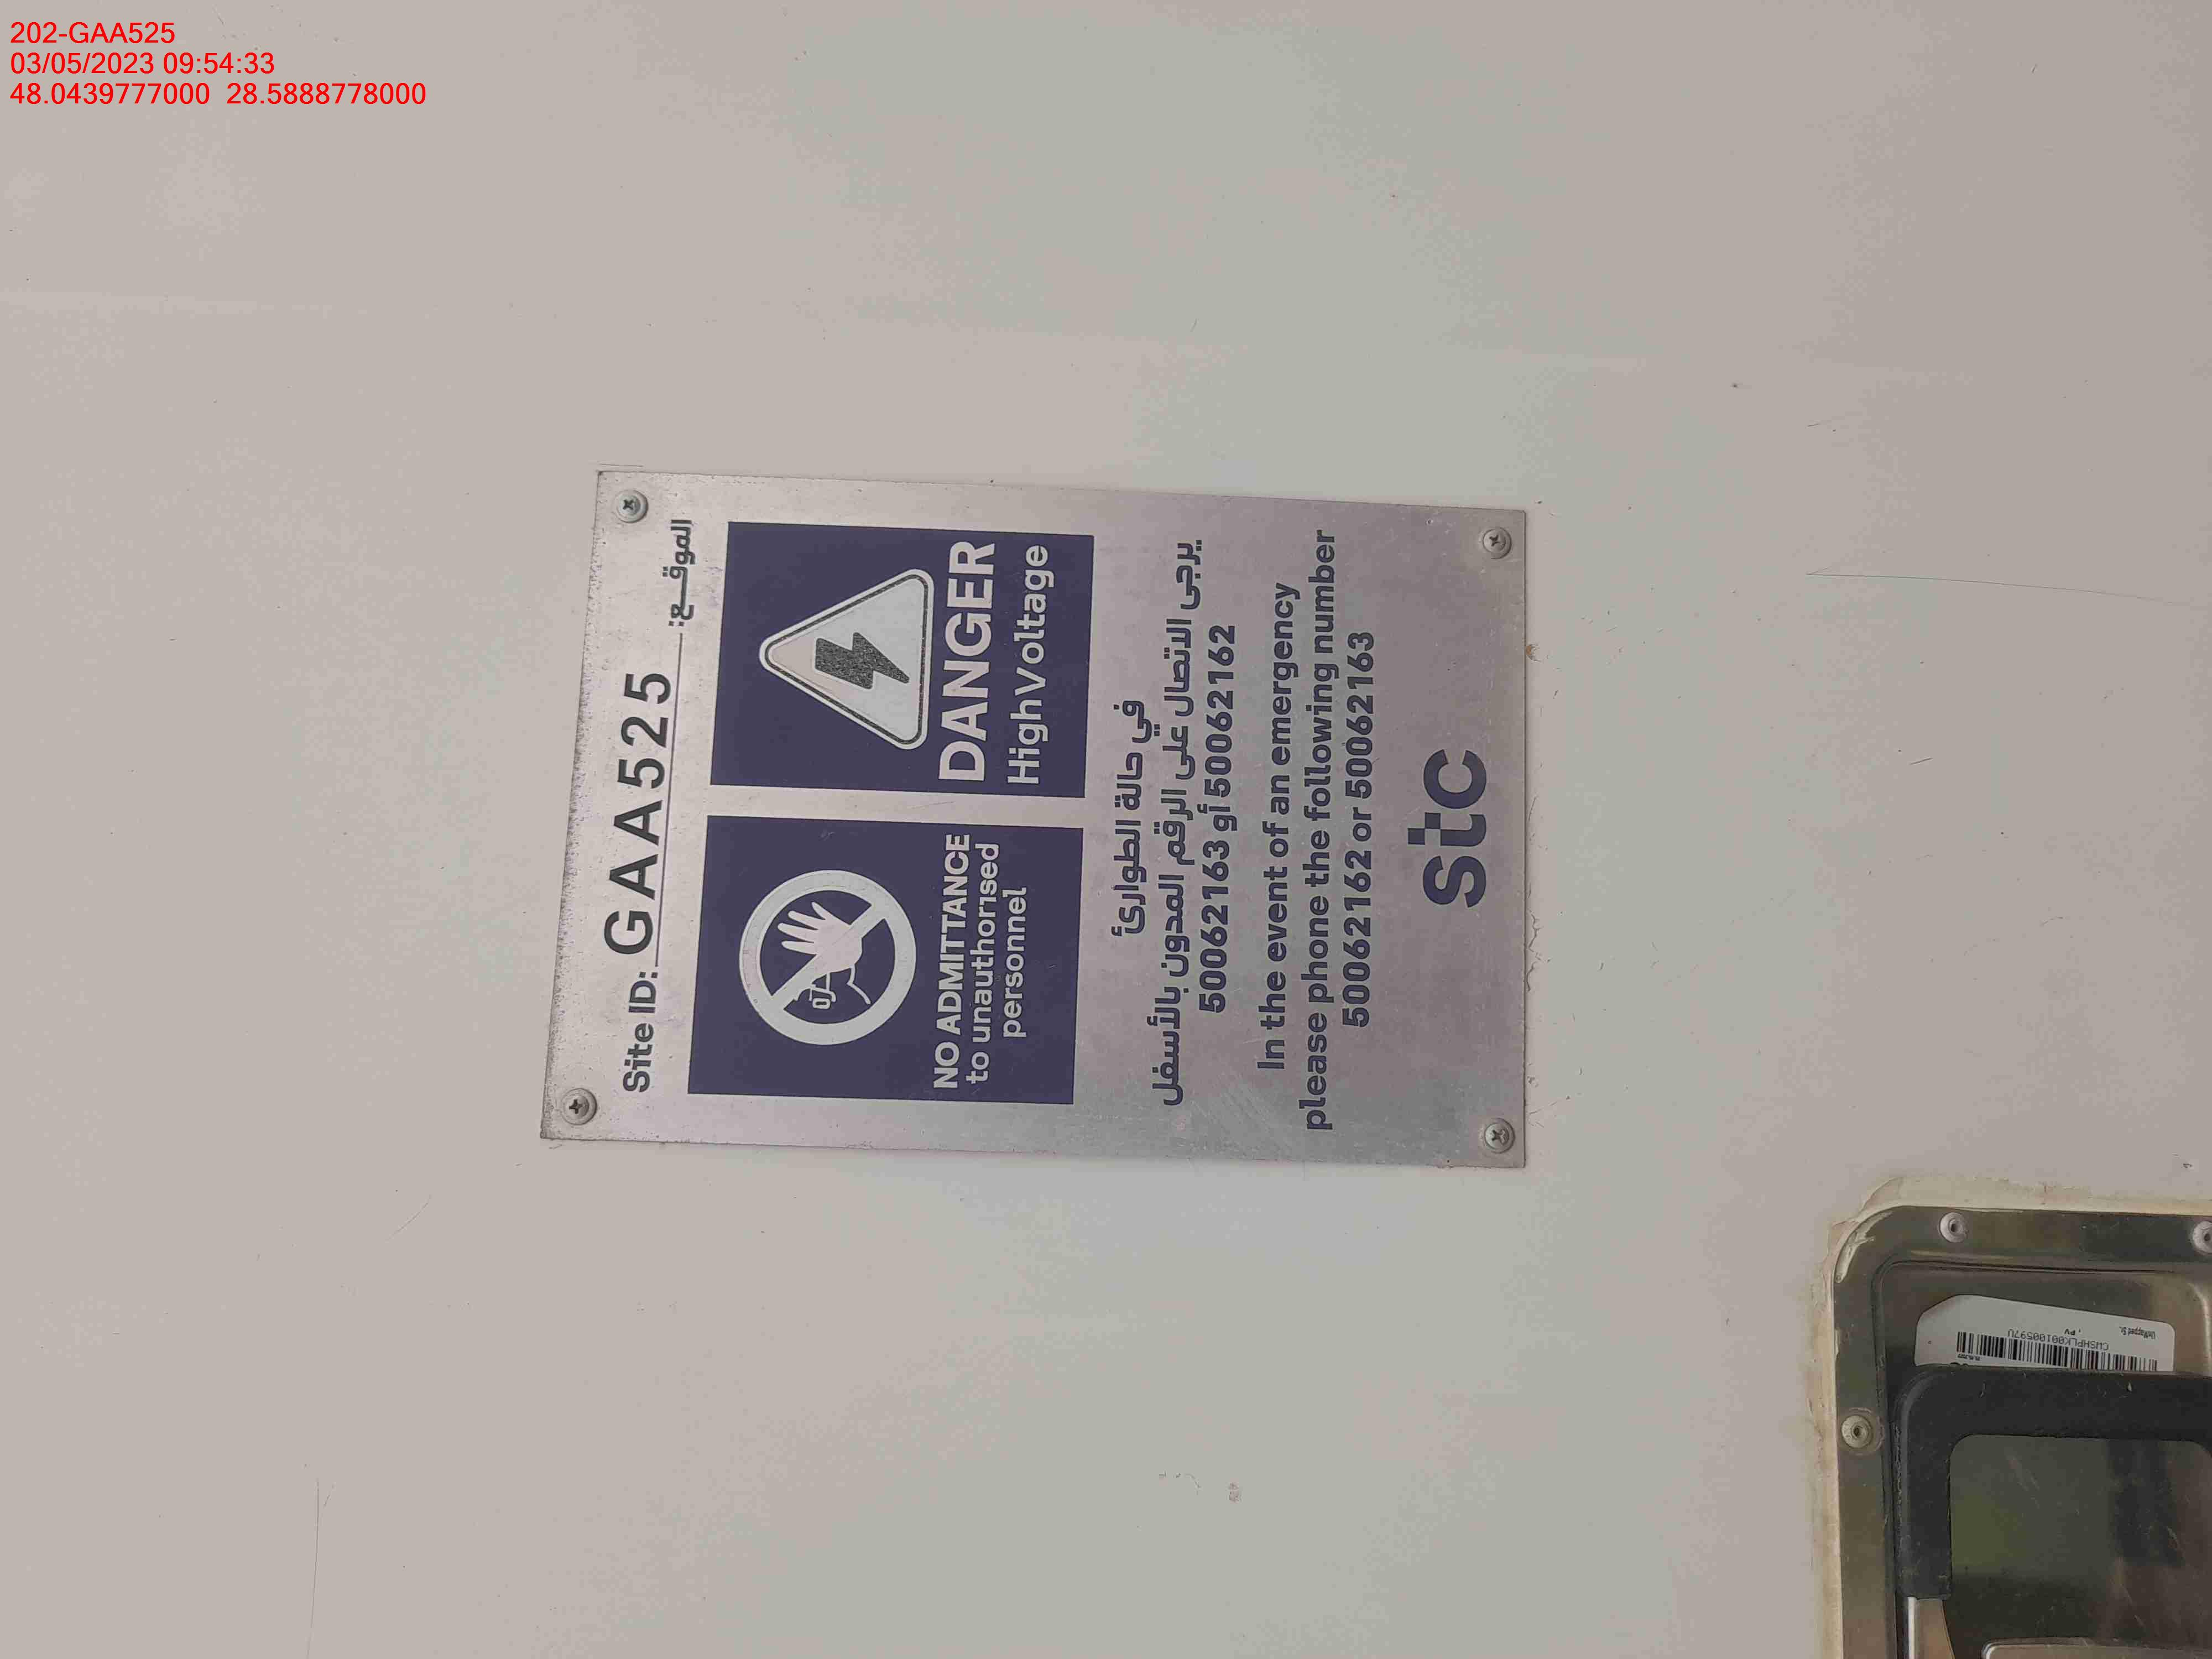 202-GAA525
03/05/2023 09:54:33
48.0439777000 28.5888778000
Site ID: GAA525 الموقع:
NO ADMITTANCE
to unauthorised
personnel
DANGER
High Voltage
في حالة الطوارئ
يرجى الاتصال على الرقم المدون بالأسفل
50062163 أو 50062162
In the event of an emergency
please phone the following number
50062162 or 50062163
stc
CWSHPLK00100597U